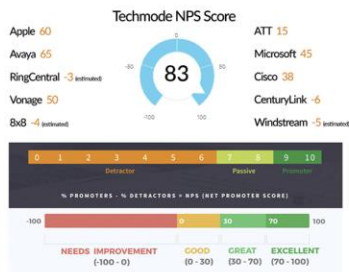 Techmode NPS Score
Apple 60
Avaya 65
RingCentral -3 (estimated)
Vonage 50
8x8 -4 (estimated)
0
-50
50
83
-100
100
ATT 15
Microsoft 45
Cisco 38
CenturyLink -6
Windstream -5 (estimated)
0 1 2 3 4 5 6 7 8 9 10
Detractor Passive Promoter
% PROMOTERS - % DETRACTORS = NPS (NET PROMOTER SCORE)
-100 0 30 70 100
NEEDS IMPROVEMENT GOOD GREAT EXCELLENT
(-100 - 0) (0 - 30) (30 - 70) (70 - 100)